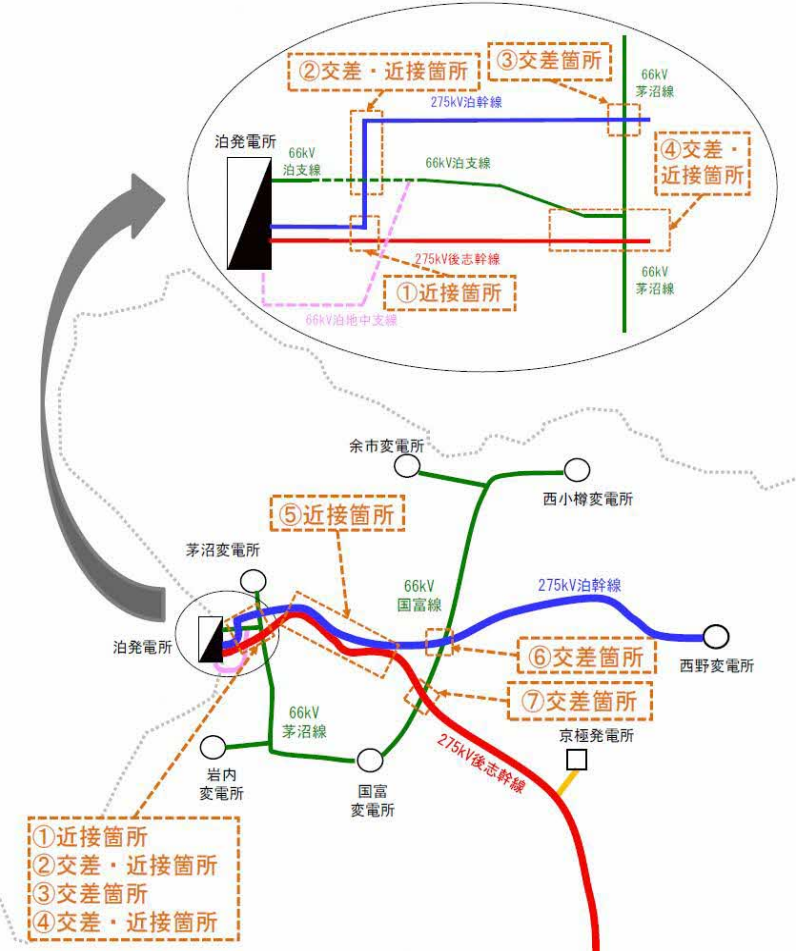 ②交差・近接箇所
③交差箇所
66kV
茅沼線
275kV泊幹線
泊発電所
66kV
泊支線
66kV泊支線
④交差・
近接箇所
275kV後志幹線
①近接箇所
66kV
茅沼線
66kV泊地中支線
余市変電所
西小樽変電所
⑤近接箇所
茅沼変電所
66kV
国富線
275kV泊幹線
泊発電所
⑥交差箇所
西野変電所
⑦交差箇所
66kV
茅沼線
275kV後志幹線
京極発電所
岩内
変電所
国富
変電所
①近接箇所
②交差・近接箇所
③交差箇所
④交差・近接箇所